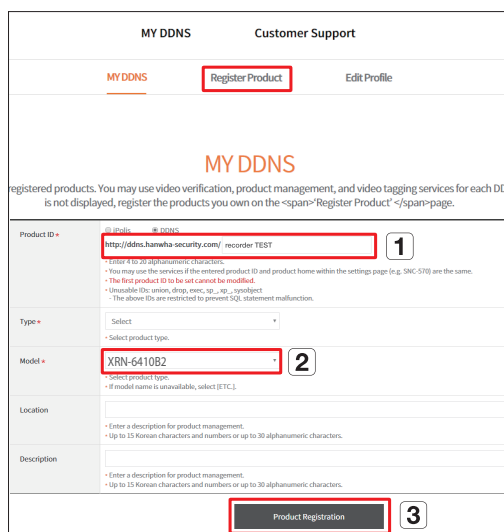 MY DDNS Customer Support
MY DDNS Register Product Edit Profile
MY DDNS
registered products. You may use video verification, product management, and video tagging services for each DD
is not displayed, register the products you own on the <span>'Register Product' </span>page.
Product ID *
iPolis DDNS
http://ddns.hanwha-security.com/ recorder TEST
1
• Enter 4 to 20 alphanumeric characters.
• You may use the services if the entered product ID and product home within the settings page (e.g. SNC-570) are the same.
• The first product ID to be set cannot be modified.
• Unusable IDs: union, drop, exec, sp_, xp_, sysobject
- The above IDs are restricted to prevent SQL statement malfunction.
Type *
Select
• Select product type.
Model *
XRN-6410B2
2
• Select product type.
• If model name is unavailable, select [ETC.].
Location
• Enter a description for product management.
• Up to 15 Korean characters and numbers or up to 30 alphanumeric characters.
Description
• Enter a description for product management.
• Up to 15 Korean characters and numbers or up to 30 alphanumeric characters.
Product Registration
3